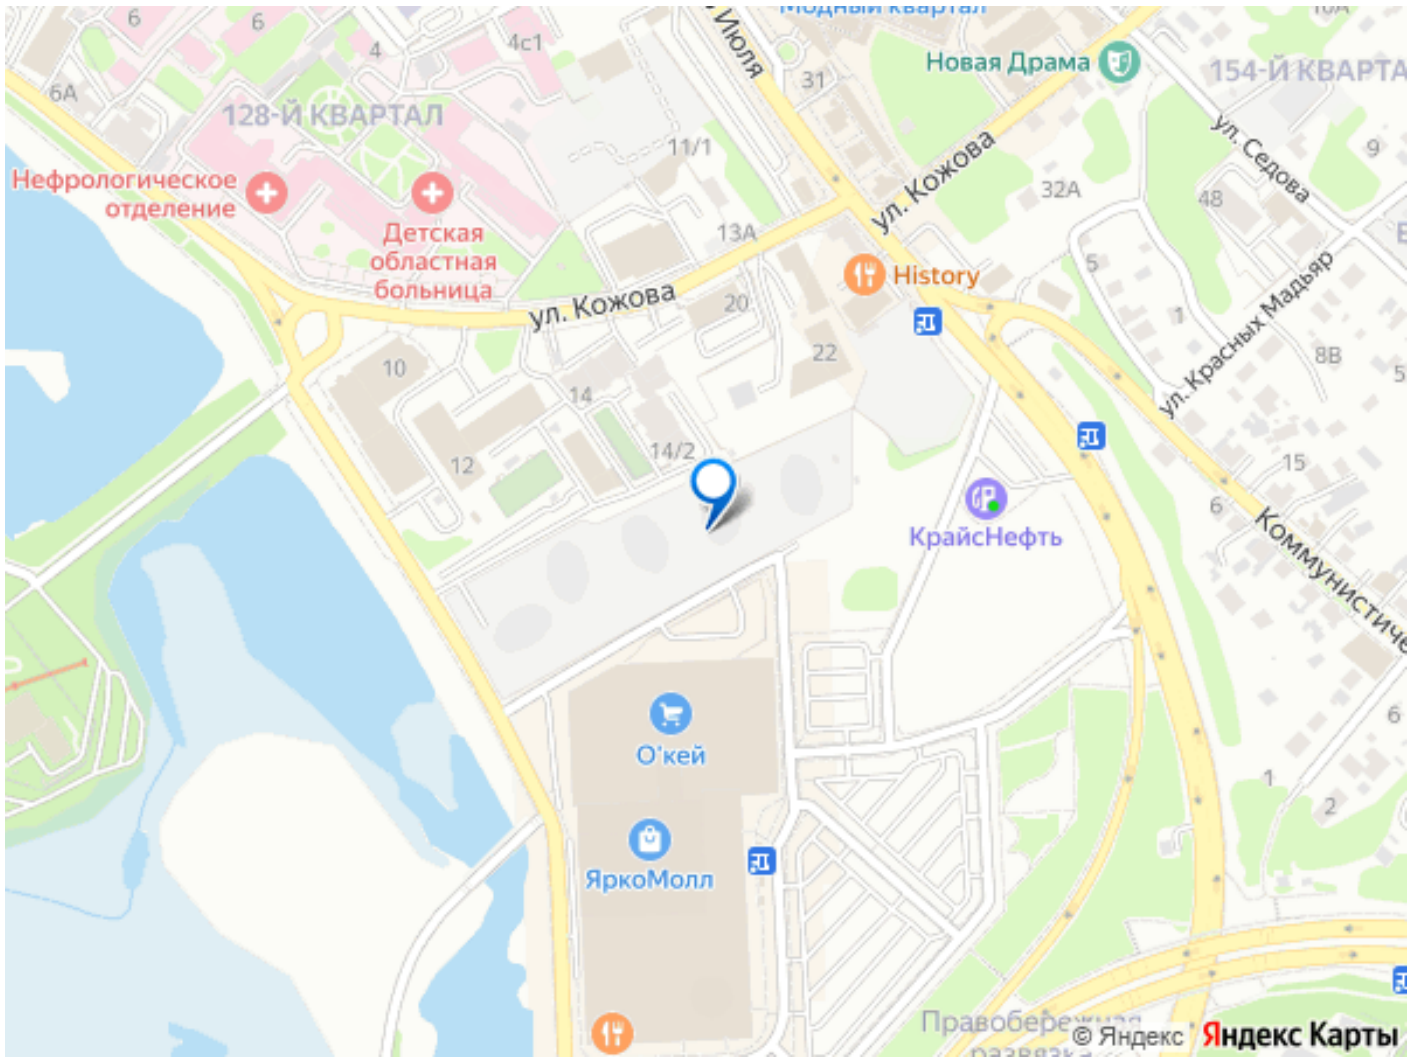 Модный квартал
6
6
4
4с1
6А
128-Й КВАРТАЛ
Июля
31
Новая Драма
154-Й КВАРТА
11/1
ул. Кожова
ул. Седова
9
32А
48
Нефрологическое
отделение
Детская
областная
больница
13А
ул. Кожова
20
History
5
1
ул. Красных Мадьяр
8В
5
10
22
14
12
14/2
15
6
КрайсНефть
Коммунистиче
О'кей
ЯркоМолл
6
1
2
Правобережная
развязка
© Яндекс
Яндекс Карты